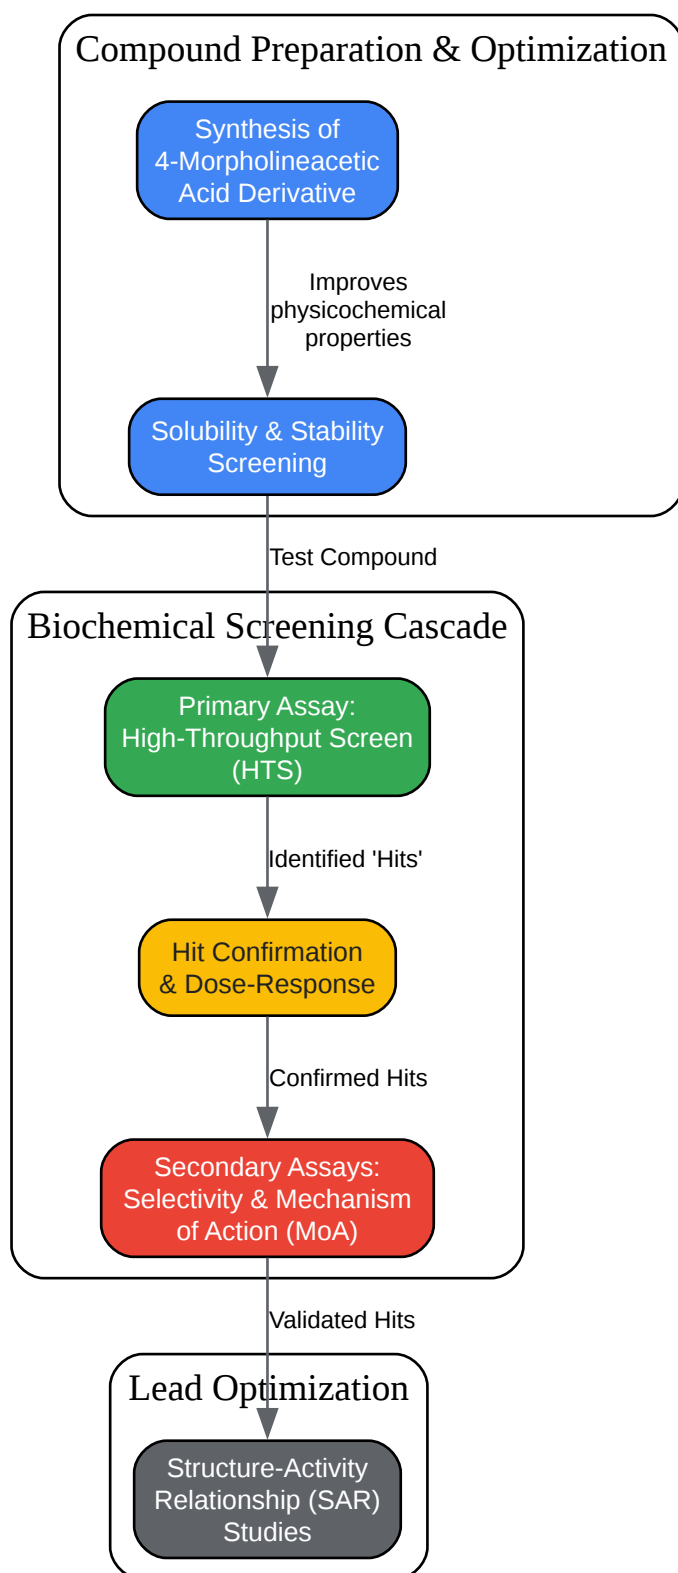 Compound Preparation & Optimization
Synthesis of
4-Morpholineacetic
Acid Derivative
Improves
physicochemical
properties
Solubility & Stability
Screening
Test Compound
Biochemical Screening Cascade
Primary Assay:
High-Throughput Screen
(HTS)
Identified 'Hits'
Hit Confirmation
& Dose-Response
Confirmed Hits
Secondary Assays:
Selectivity & Mechanism
of Action (MoA)
Validated Hits
Lead Optimization
Structure-Activity
Relationship (SAR)
Studies